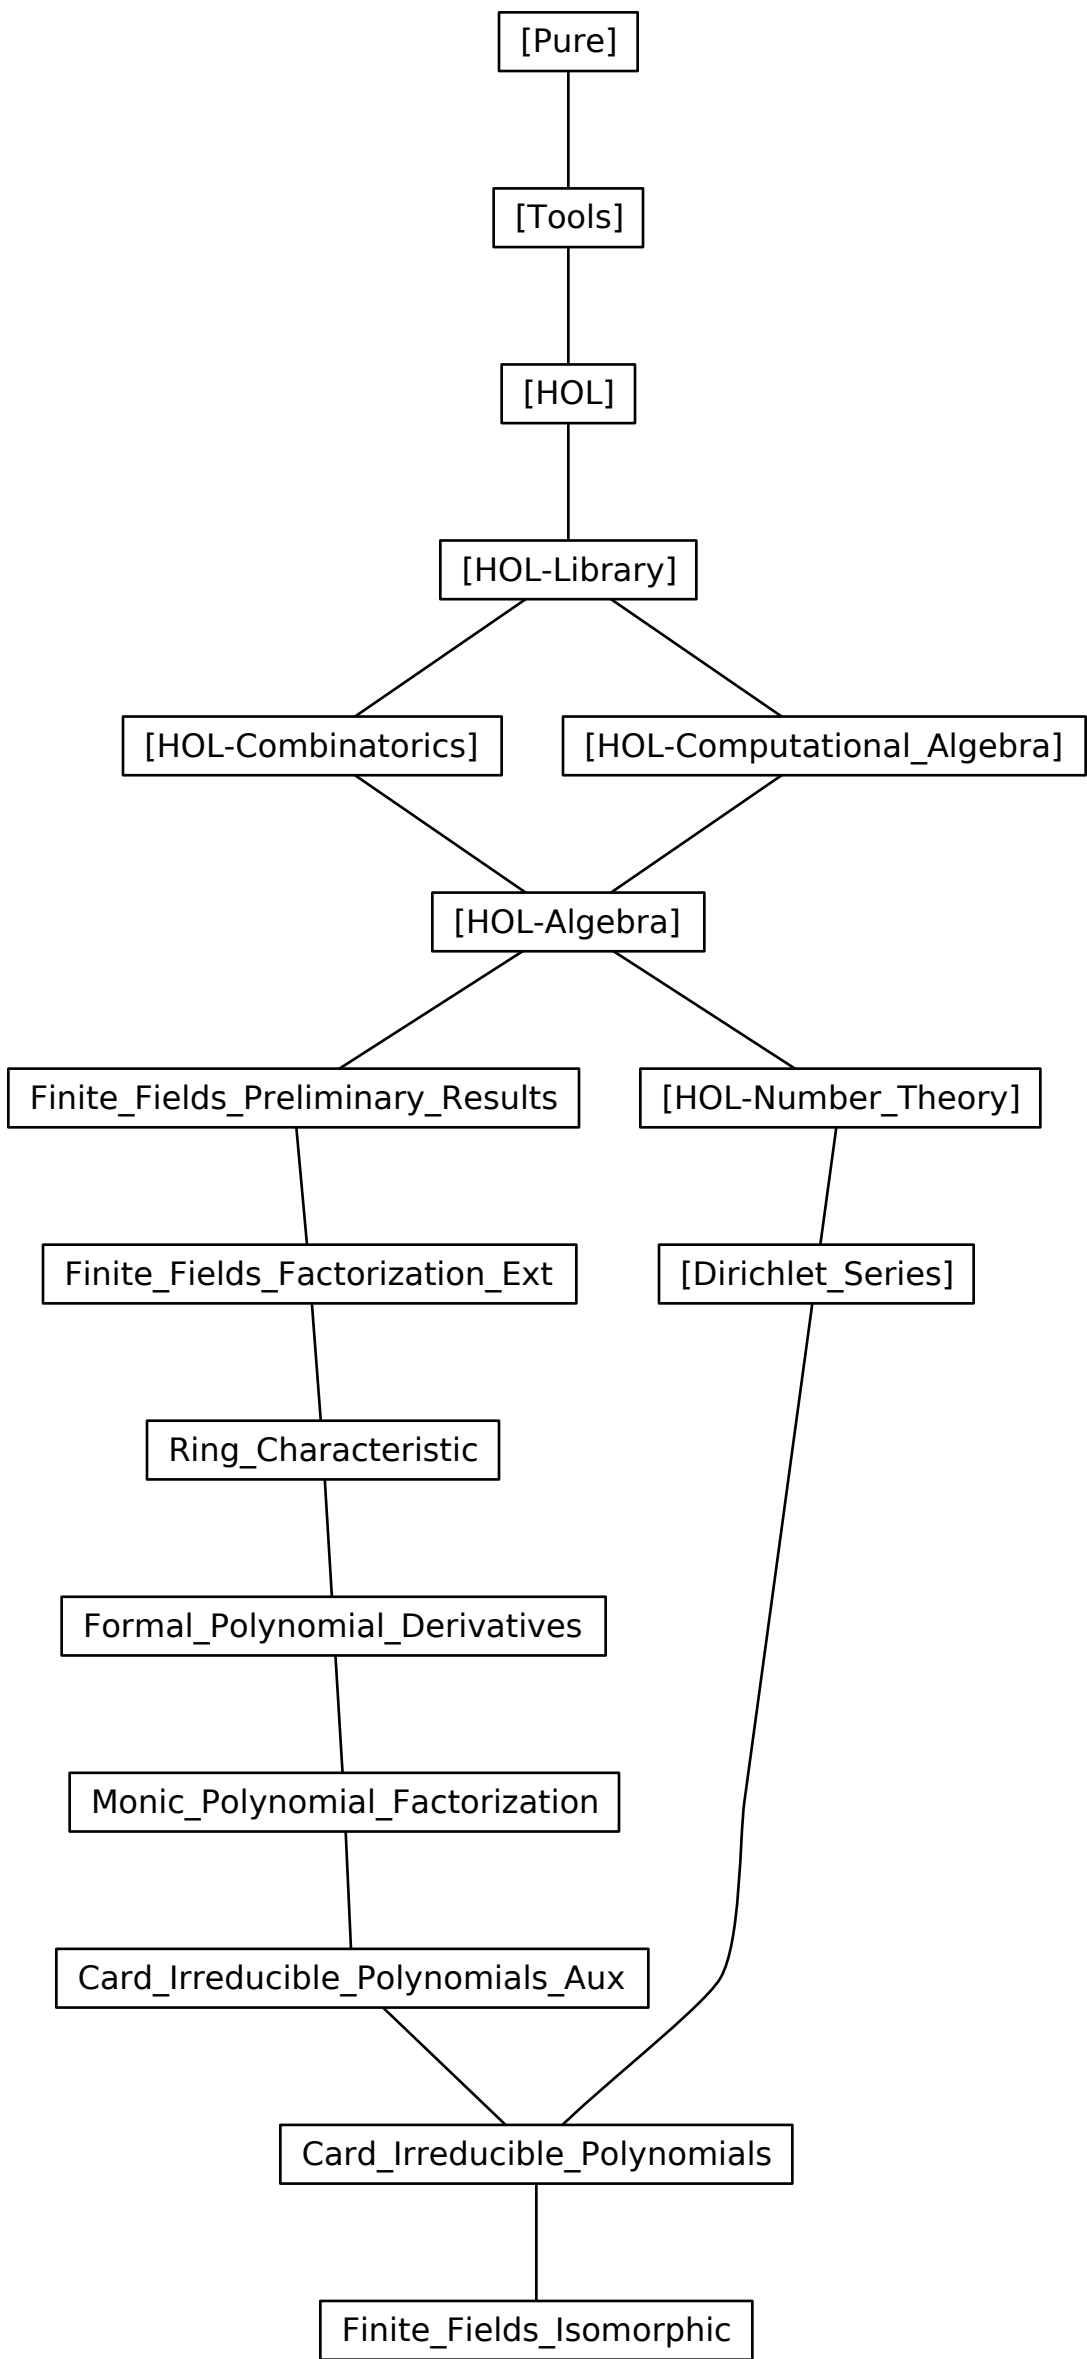 [Pure]
[Tools]
[HOL]
[HOL-Library]
[HOL-Combinatorics]
[HOL-Computational_Algebra]
[HOL-Algebra]
Finite_Fields_Preliminary_Results
[HOL-Number_Theory]
Finite_Fields_Factorization_Ext
[Dirichlet_Series]
Ring_Characteristic
Formal_Polynomial_Derivatives
Monic_Polynomial_Factorization
Card_Irreducible_Polynomials_Aux
Card_Irreducible_Polynomials
Finite_Fields_Isomorphic